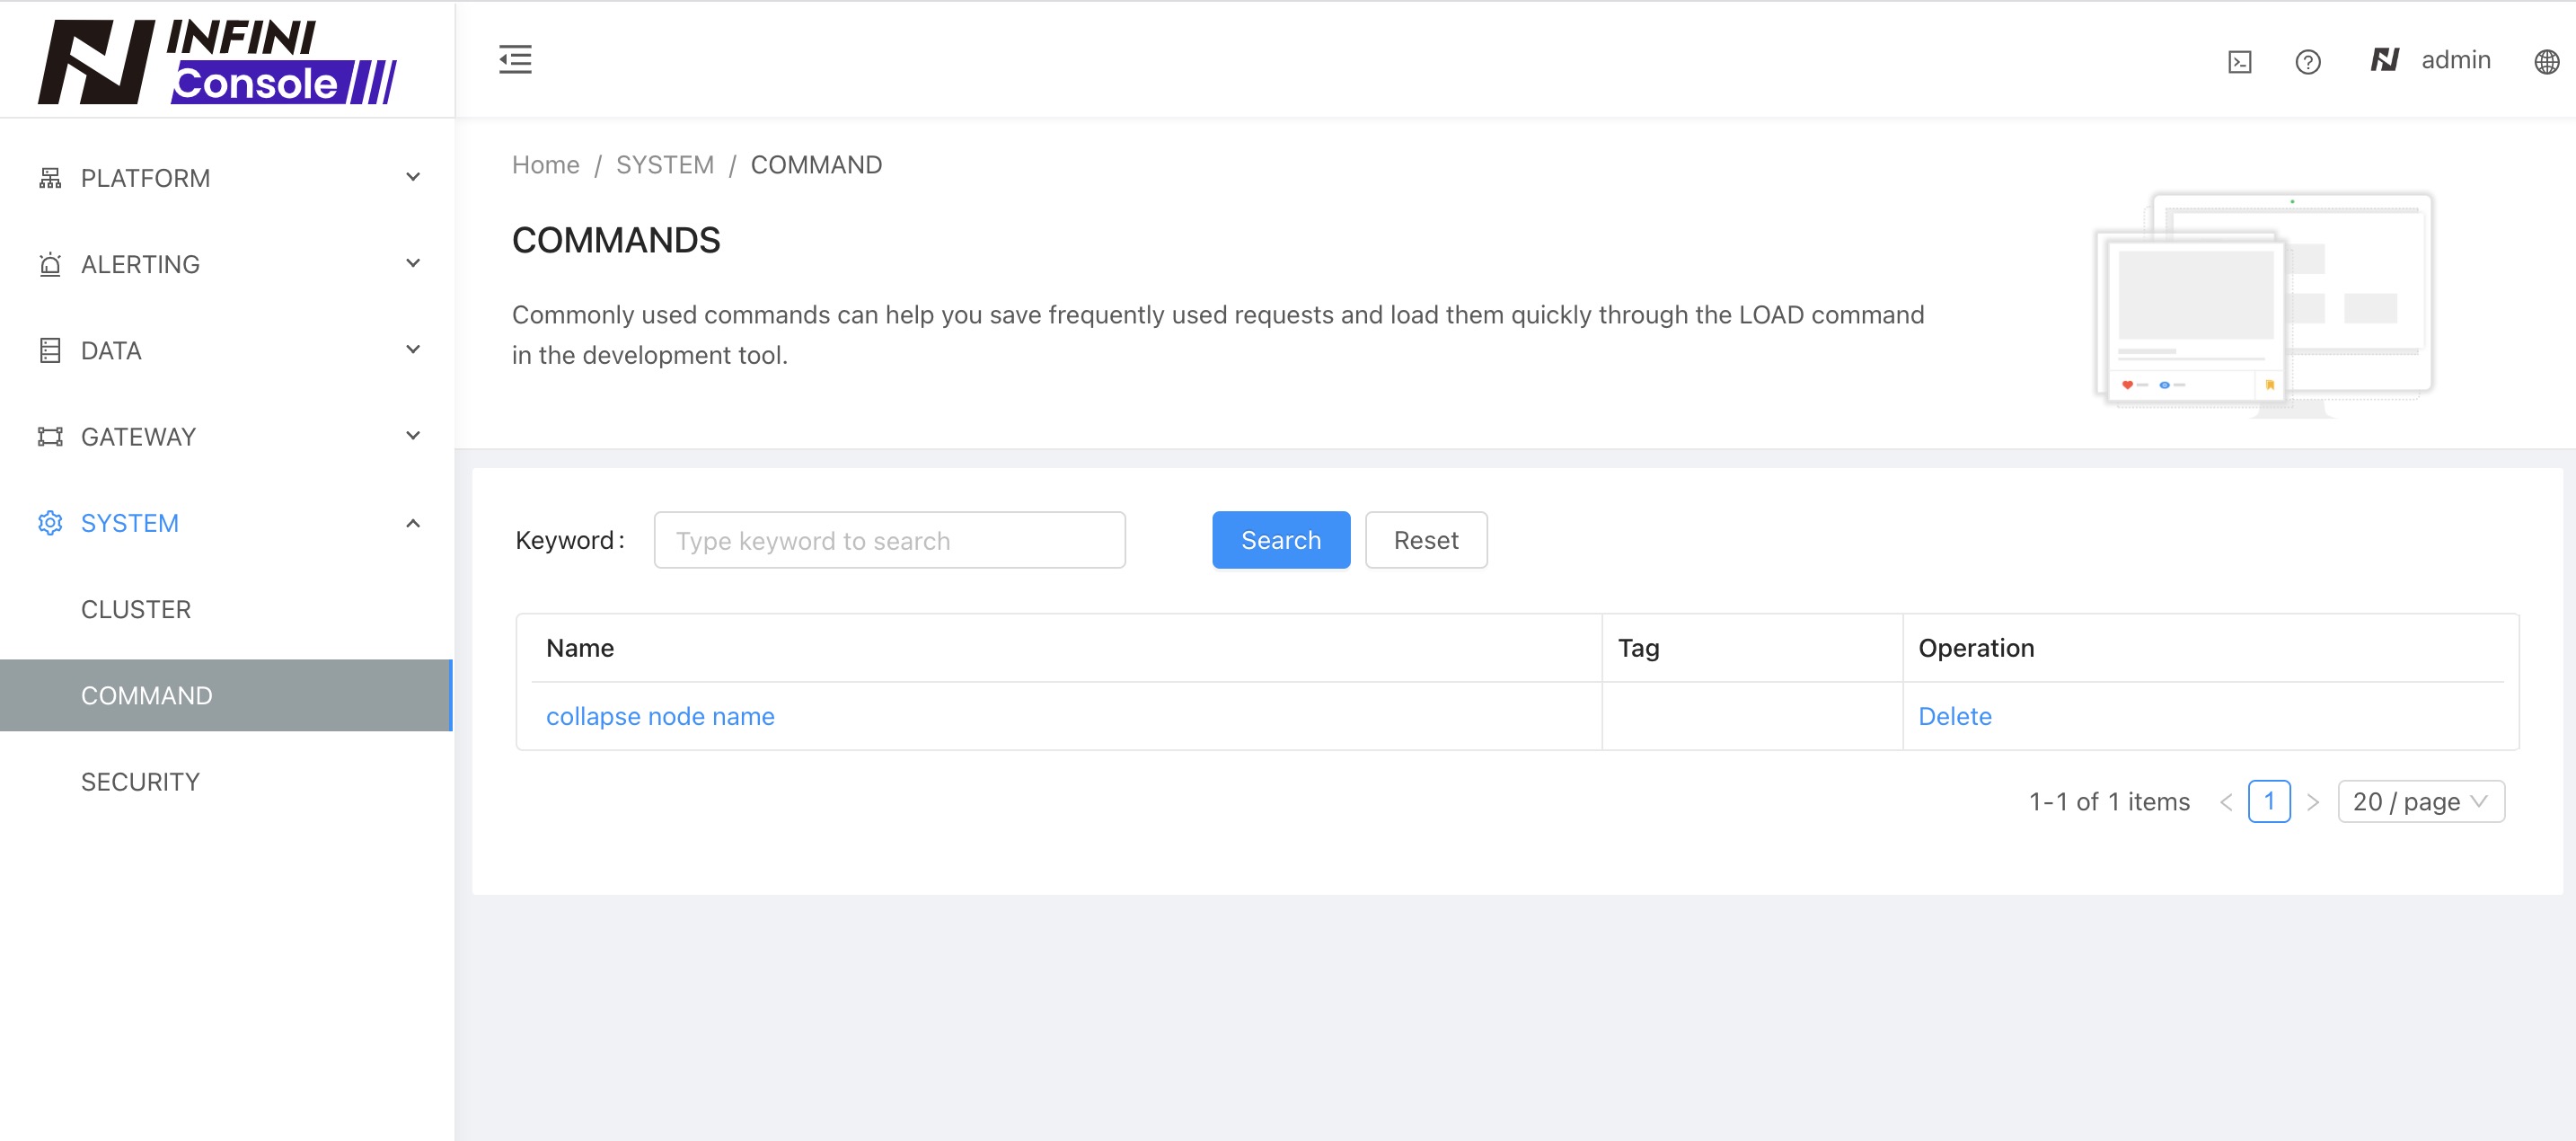 INFINI
Console
admin
PLATFORM
ALERTING
DATA
GATEWAY
SYSTEM
CLUSTER
COMMAND
SECURITY
Home / SYSTEM / COMMAND
COMMANDS
Commonly used commands can help you save frequently used requests and load them quickly through the LOAD command
in the development tool.
Keyword: Type keyword to search Search Reset
Name Tag Operation
collapse node name Delete
1-1 of 1 items < 1 > 20 / page